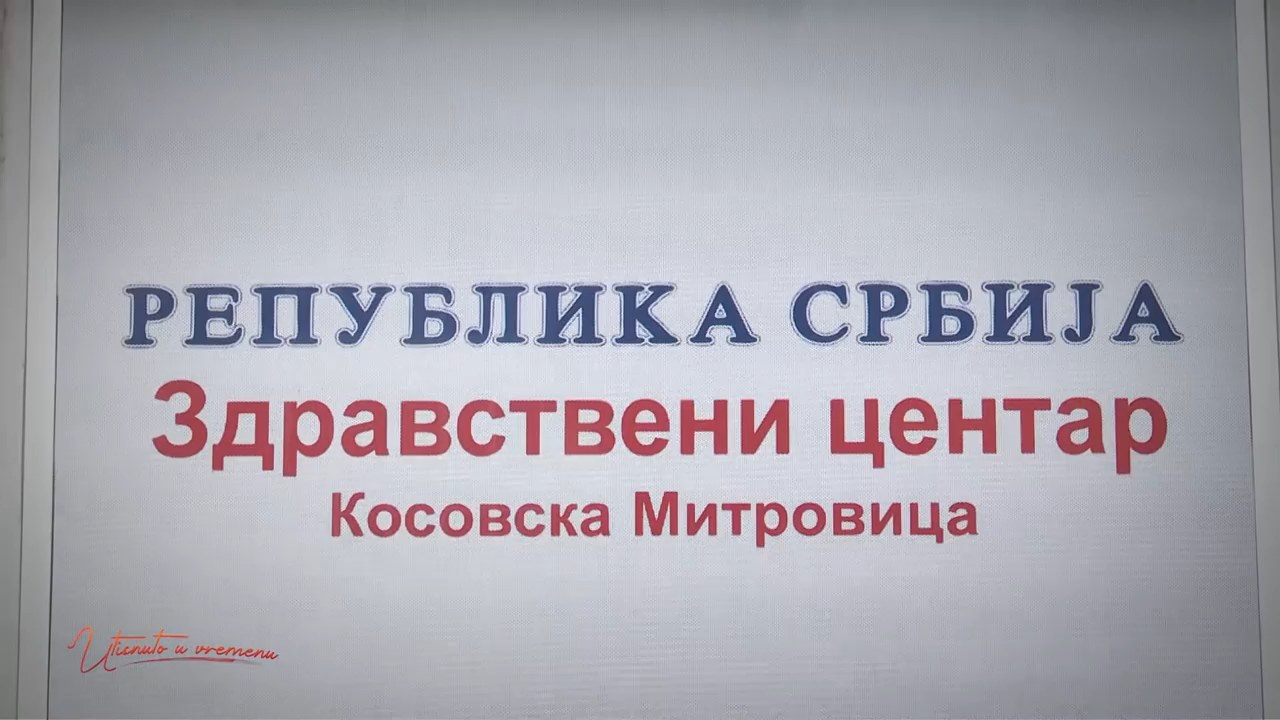 РЕПУБЛИКА СРБИЈА
Здравствени центар
Косовска Митровица
Utisnuto u vremenu